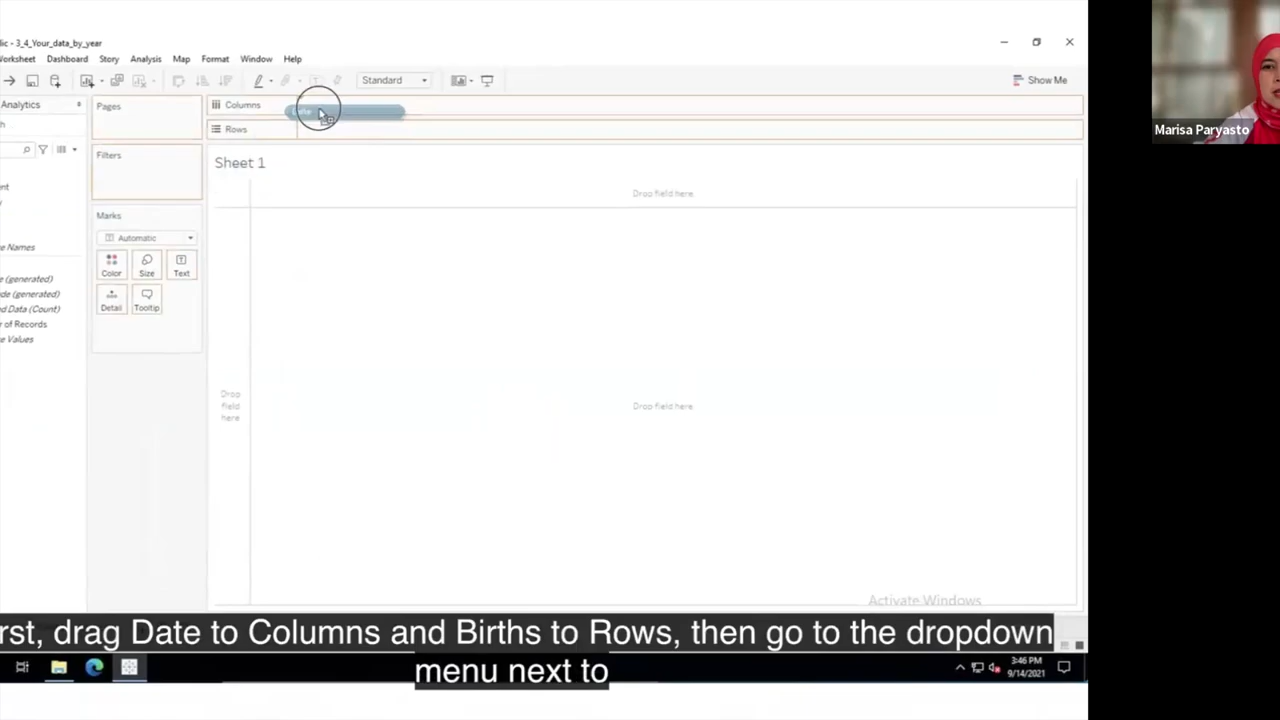 lic - 3_4_Your_data_by_year
Worksheet Dashboard Story Analysis Map Format Window Help
Standard
Show Me
Analytics
Pages
Columns
Rows
Marisa Paryasto
Filters
Sheet 1
Drop field here
Marks
Automatic
Color Size Text
Detail Tooltip
e Names
e (generated)
de (generated)
d Data (Count)
r of Records
e Values
Drop
field
here
Drop field here
Activate Windows
rst, drag Date to Columns and Births to Rows, then go to the dropdown
menu next to
3:46 PM
9/14/2021